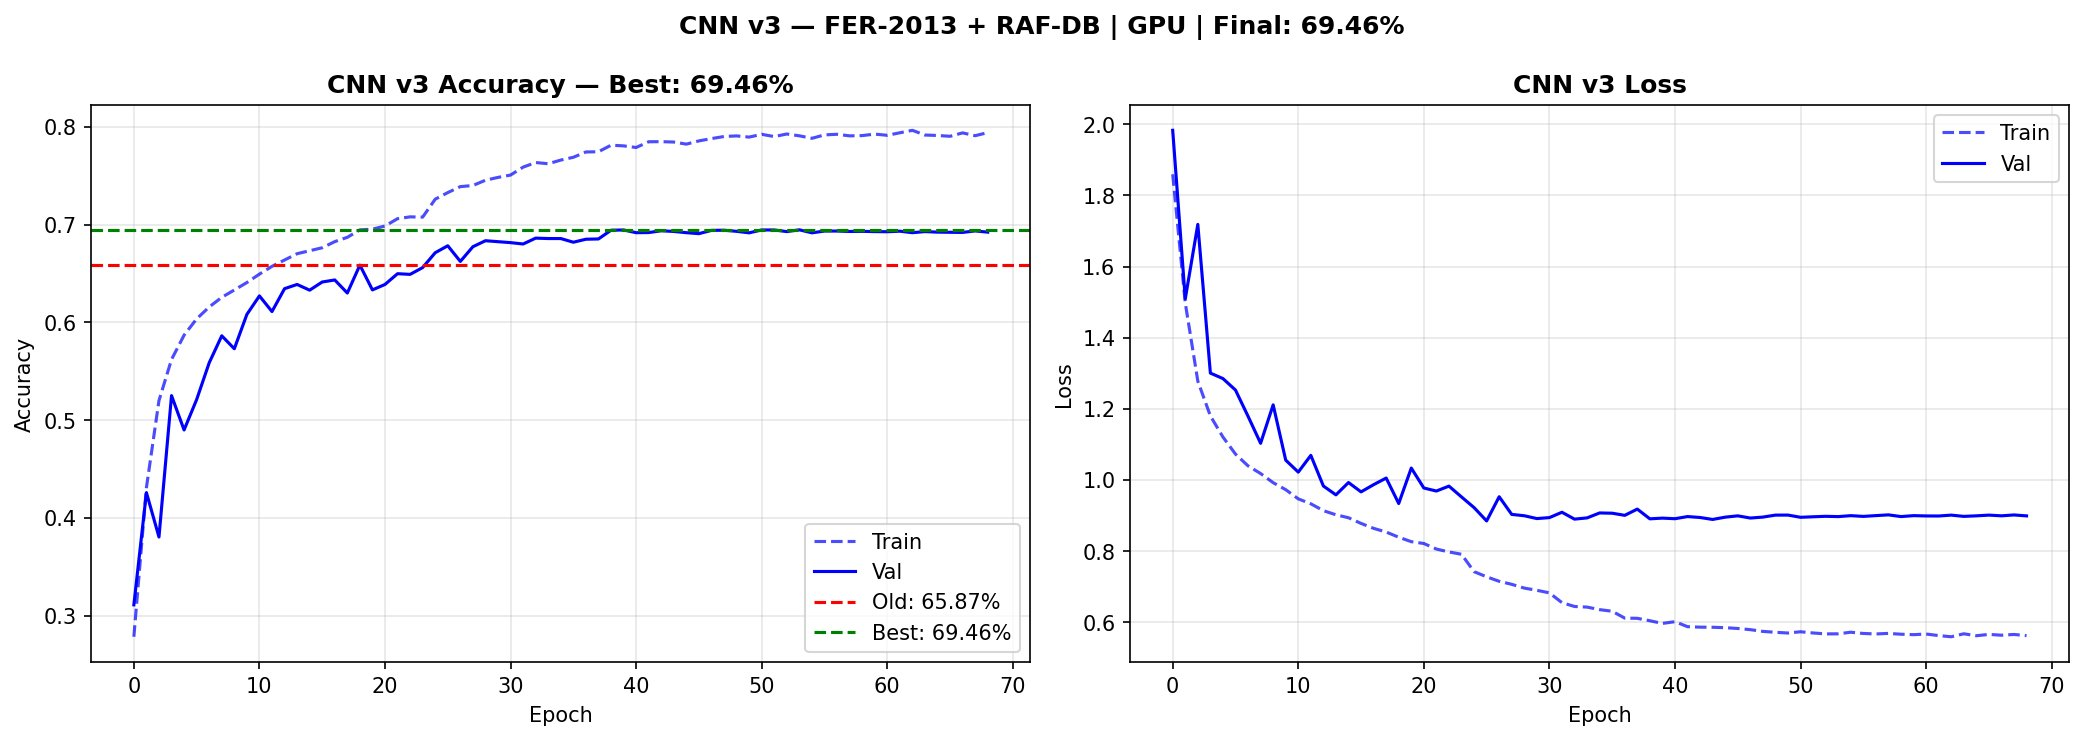 CNN v3 — FER-2013 + RAF-DB | GPU | Final: 69.46%
CNN v3 Accuracy — Best: 69.46%
Accuracy
0.8
0.7
0.6
0.5
0.4
0.3
Train
Val
Old: 65.87%
Best: 69.46%
0 10 20 30 40 50 60 70
Epoch
CNN v3 Loss
Loss
2.0
1.8
1.6
1.4
1.2
1.0
0.8
0.6
Train
Val
0 10 20 30 40 50 60 70
Epoch